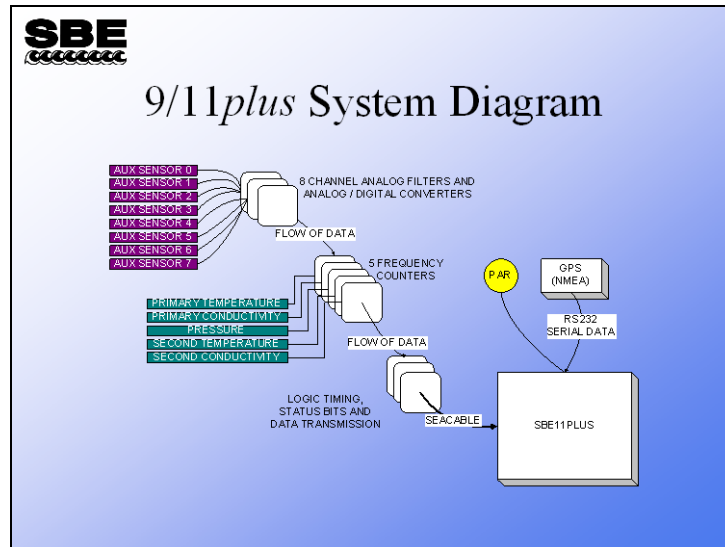 SBE
9/11plus System Diagram
AUX SENSOR 0
AUX SENSOR 1
AUX SENSOR 2
AUX SENSOR 3
AUX SENSOR 4
AUX SENSOR 5
AUX SENSOR 6
AUX SENSOR 7
8 CHANNEL ANALOG FILTERS AND
ANALOG / DIGITAL CONVERTERS
FLOW OF DATA
5 FREQUENCY
COUNTERS
PRIMARY TEMPERATURE
PRIMARY CONDUCTIVITY
PRESSURE
SECOND TEMPERATURE
SECOND CONDUCTIVITY
FLOW OF DATA
LOGIC TIMING,
STATUS BITS AND
DATA TRANSMISSION
SEACABLE
PAR
GPS
(NMEA)
RS232
SERIAL DATA
SBE11PLUS